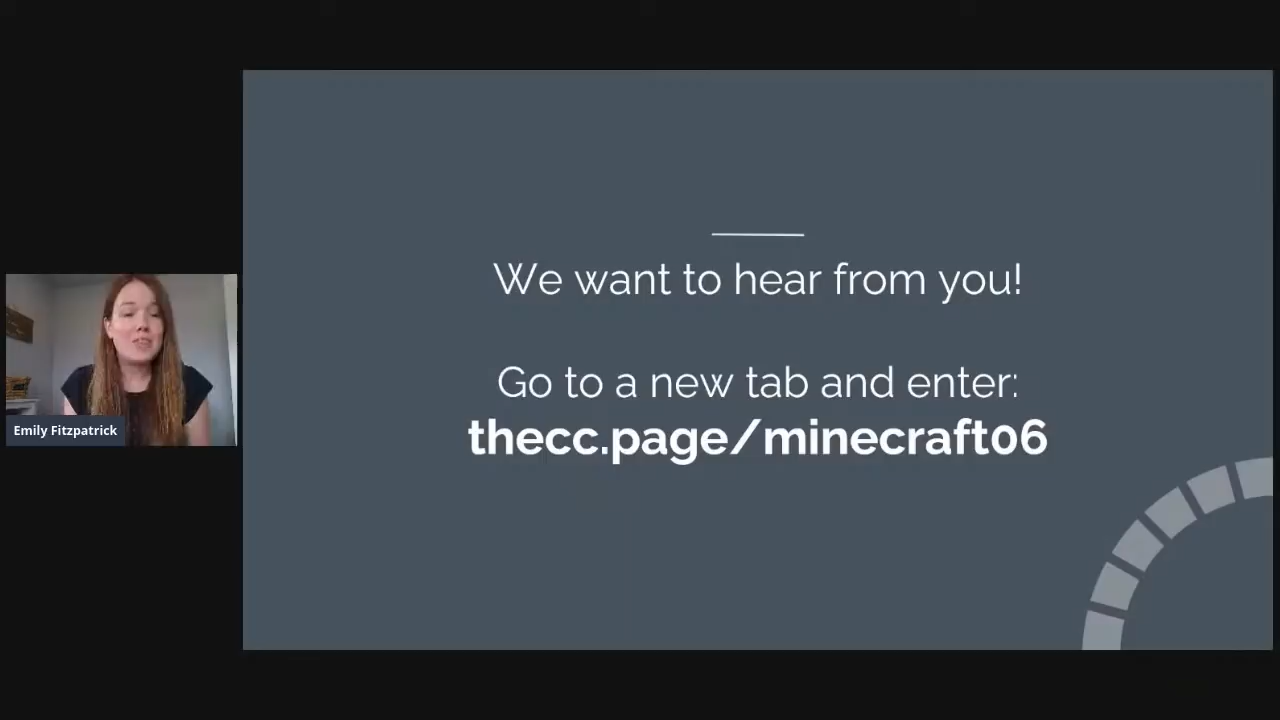 We want to hear from you!
Go to a new tab and enter:
thecc.page/minecraft06
Emily Fitzpatrick